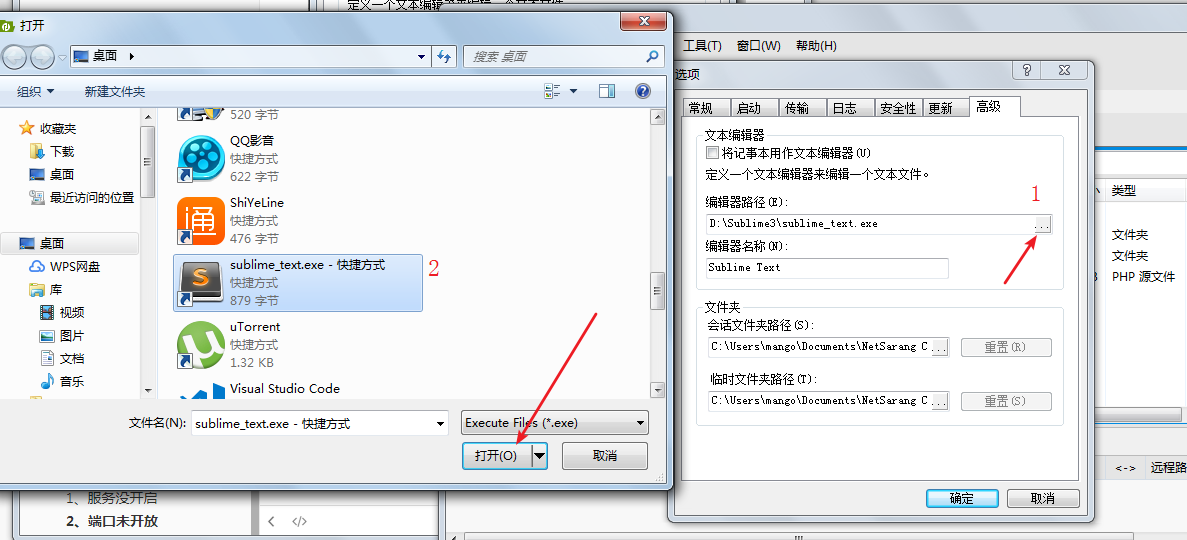 定义一个文本编辑器来编辑一个文本文件
打开
桌面
搜索 桌面
组织
新建文件夹
收藏夹
下载
桌面
最近访问的位置
桌面
WPS网盘
库
视频
图片
文档
音乐
520 字节
QQ影音
快捷方式
622 字节
ShiYeLine
快捷方式
476 字节
sublime_text.exe - 快捷方式
快捷方式
879 字节
2
uTorrent
快捷方式
1.32 KB
Visual Studio Code
文件名(N):
sublime_text.exe - 快捷方式
Execute Files (*.exe)
打开(O)
取消
1、服务没开启
2、端口未开放
工具(T) 窗口(W) 帮助(H)
选项
常规 启动 传输 日志 安全性 更新 高级
文本编辑器
将记事本用作文本编辑器(U)
定义一个文本编辑器来编辑一个文本文件。
编辑器路径(E):
1
D:\Sublime3\sublime_text.exe
...
编辑器名称(N):
Sublime Text
文件夹
会话文件夹路径(S):
C:\Users\mango\Documents\NetSarang C ...
重置(R)
临时文件夹路径(T):
C:\Users\mango\Documents\NetSarang C ...
重置(S)
确定
取消
类型
文件夹
文件夹
PHP 源文件
<-> 远程路